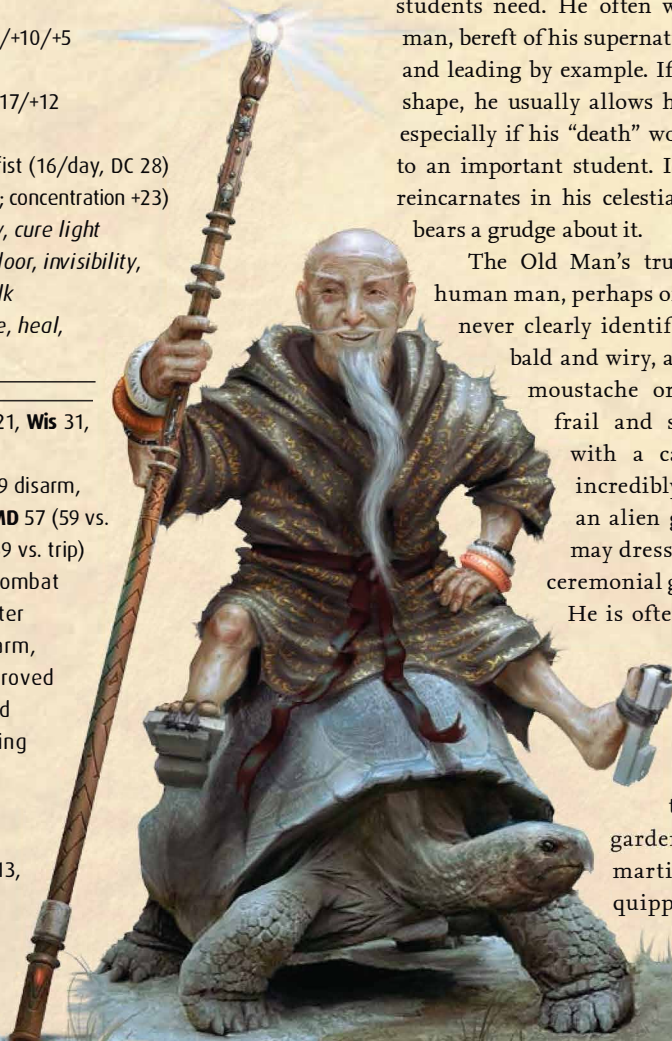 /+10/+5
17/+12
fist (16/day, DC 28)
; concentration +23)
, cure light
loor, invisibility,
lk
e, heal,
21, Wis 31,
9 disarm,
MD 57 (59 vs.
9 vs. trip)
ombat
ter
arm,
roved
d
ing
13,
students need. He often w
man, bereft of his supernat
and leading by example. If
shape, he usually allows h
especially if his “death” wo
to an important student. I
reincarnates in his celestia
bears a grudge about it.
The Old Man’s tru
human man, perhaps o
never clearly identif
bald and wiry, a
moustache or
frail and s
with a ca
incredibly
an alien g
may dress
ceremonial g
He is ofte
t
garden
marti
quipp